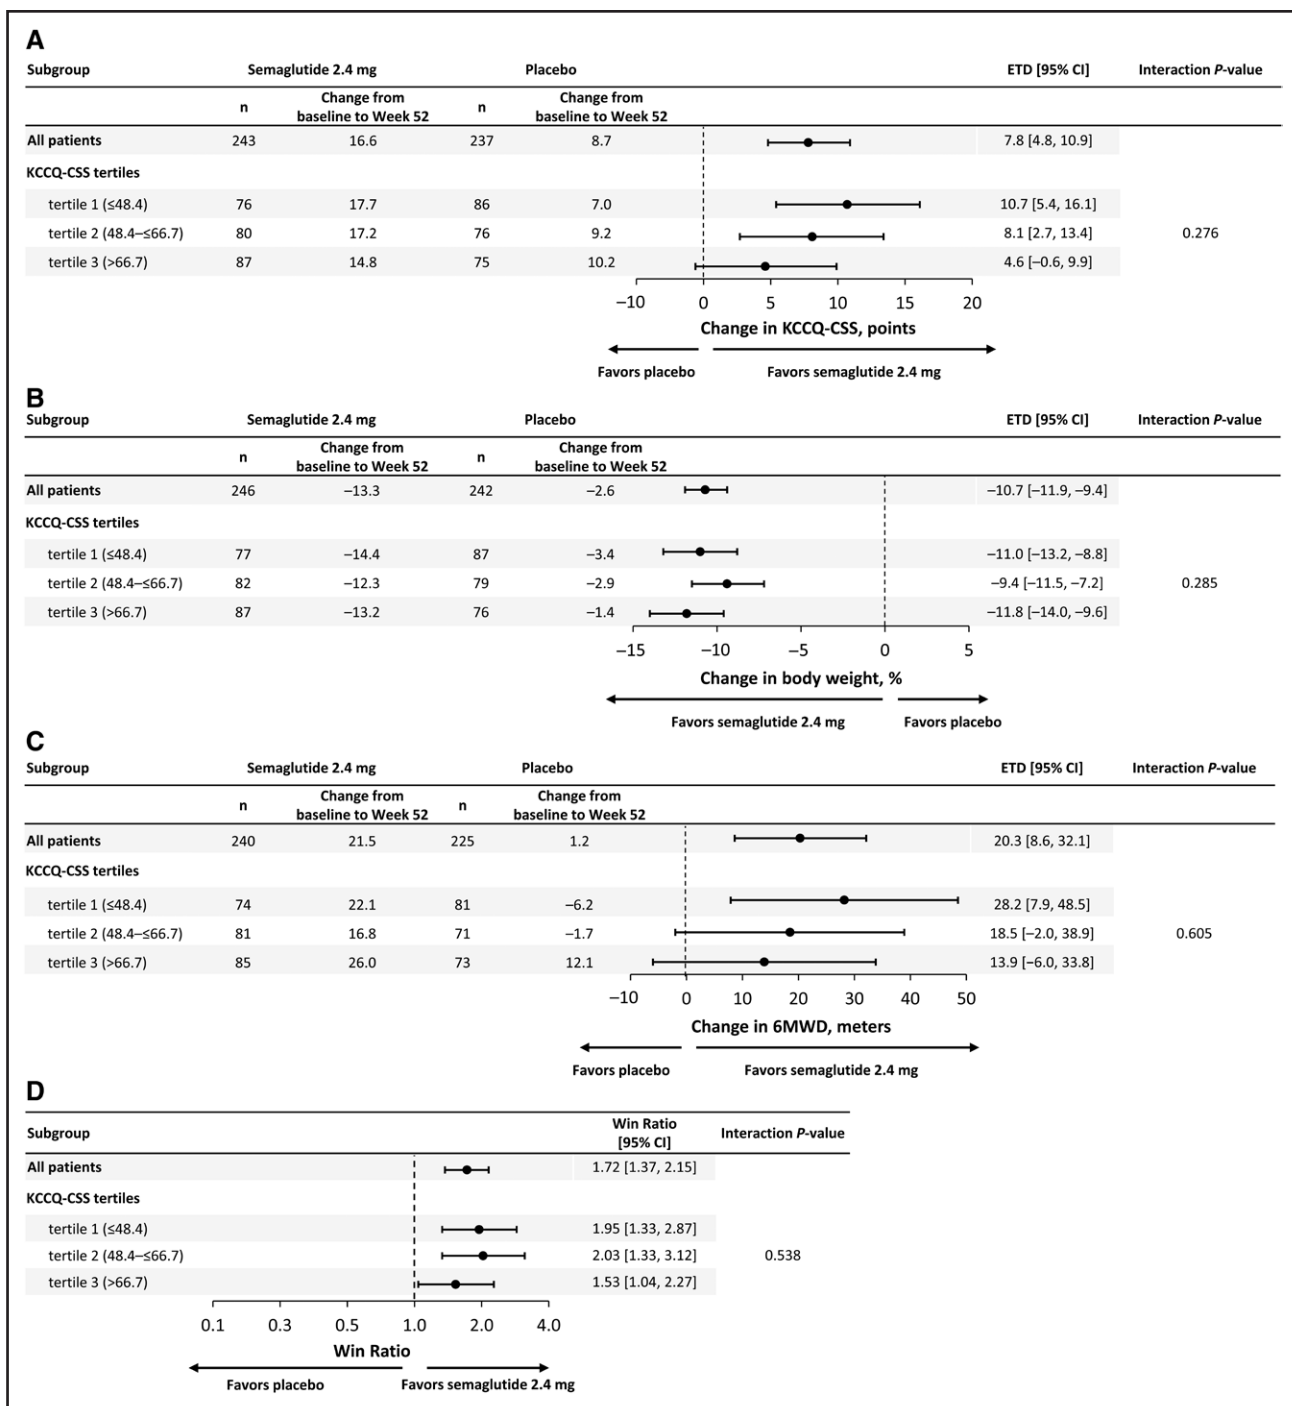 A
Subgroup Semaglutide 2.4 mg Placebo ETD [95% CI] Interaction P-value
n Change from baseline to Week 52 n Change from baseline to Week 52
All patients 243 16.6 237 8.7 7.8 [4.8, 10.9]
KCCQ-CSS tertiles
tertile 1 (≤48.4) 76 17.7 86 7.0 10.7 [5.4, 16.1]
tertile 2 (48.4–≤66.7) 80 17.2 76 9.2 8.1 [2.7, 13.4] 0.276
tertile 3 (>66.7) 87 14.8 75 10.2 4.6 [−0.6, 9.9]
−10 0 5 10 15 20
Change in KCCQ-CSS, points
Favors placebo Favors semaglutide 2.4 mg
B
Subgroup Semaglutide 2.4 mg Placebo ETD [95% CI] Interaction P-value
n Change from baseline to Week 52 n Change from baseline to Week 52
All patients 246 −13.3 242 −2.6 −10.7 [−11.9, −9.4]
KCCQ-CSS tertiles
tertile 1 (≤48.4) 77 −14.4 87 −3.4 −11.0 [−13.2, −8.8]
tertile 2 (48.4–≤66.7) 82 −12.3 79 −2.9 −9.4 [−11.5, −7.2] 0.285
tertile 3 (>66.7) 87 −13.2 76 −1.4 −11.8 [−14.0, −9.6]
−15 −10 −5 0 5
Change in body weight, %
Favors semaglutide 2.4 mg Favors placebo
C
Subgroup Semaglutide 2.4 mg Placebo ETD [95% CI] Interaction P-value
n Change from baseline to Week 52 n Change from baseline to Week 52
All patients 240 21.5 225 1.2 20.3 [8.6, 32.1]
KCCQ-CSS tertiles
tertile 1 (≤48.4) 74 22.1 81 −6.2 28.2 [7.9, 48.5]
tertile 2 (48.4–≤66.7) 81 16.8 71 −1.7 18.5 [−2.0, 38.9] 0.605
tertile 3 (>66.7) 85 26.0 73 12.1 13.9 [−6.0, 33.8]
−10 0 10 20 30 40 50
Change in 6MWD, meters
Favors placebo Favors semaglutide 2.4 mg
D
Subgroup Win Ratio [95% CI] Interaction P-value
All patients 1.72 [1.37, 2.15]
KCCQ-CSS tertiles
tertile 1 (≤48.4) 1.95 [1.33, 2.87]
tertile 2 (48.4–≤66.7) 2.03 [1.33, 3.12] 0.538
tertile 3 (>66.7) 1.53 [1.04, 2.27]
0.1 0.3 0.5 1.0 2.0 4.0
Win Ratio
Favors placebo Favors semaglutide 2.4 mg